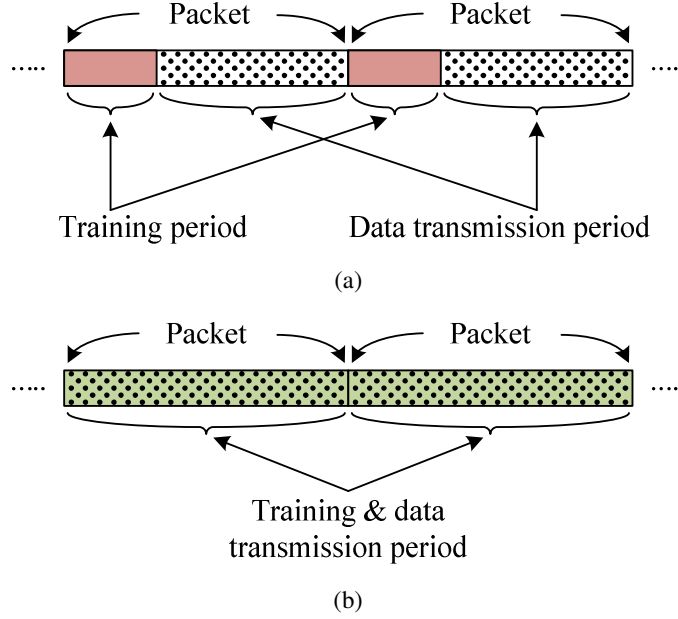 Packet Packet
..... ....
Training period Data transmission period
(a)
Packet Packet
..... ....
Training & data
transmission period
(b)